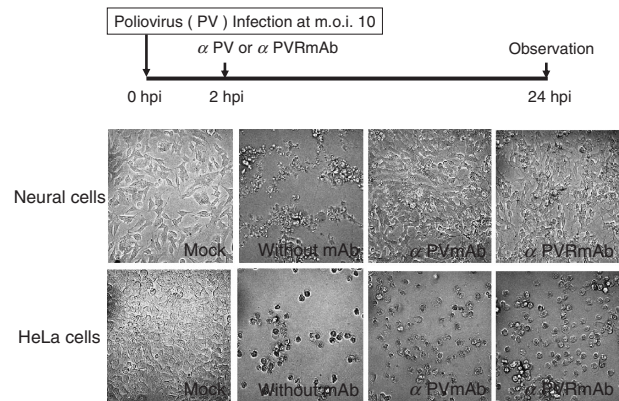 Poliovirus ( PV ) Infection at m.o.i. 10
α PV or α PVRmAb
Observation
0 hpi
2 hpi
24 hpi
Neural cells
Mock
Without mAb
α PVmAb
α PVRmAb
HeLa cells
Mock
Without mAb
α PVmAb
α PVRmAb